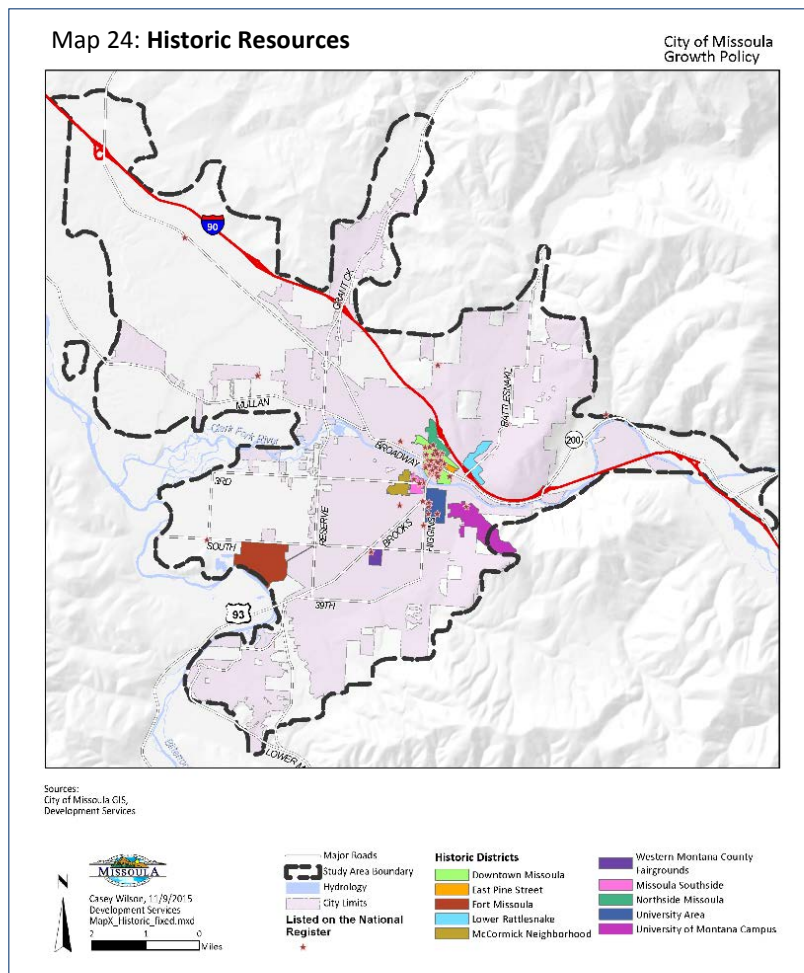 Map 24: Historic Resources
City of Missoula
Growth Policy
90
GRANT CK
MULLAN
Clark Fork River
BROADWAY
RATTLESNAKE
200
3RD
RESERVE
BROOKS
HIGGINS
SOUTH
39TH
93
LOWER M
Sources:
City of Missoula GIS,
Development Services
MISSOULA
N
Casey Wilson, 11/9/2015
Development Services
MapX_Historic_fixed.mxd
2 1 0
Miles
Major Roads
Study Area Boundary
Hydrology
City Limits
Listed on the National
Register
Historic Districts
Downtown Missoula
East Pine Street
Fort Missoula
Lower Rattlesnake
McCormick Neighborhood
Western Montana County
Fairgrounds
Missoula Southside
Northside Missoula
University Area
University of Montana Campus